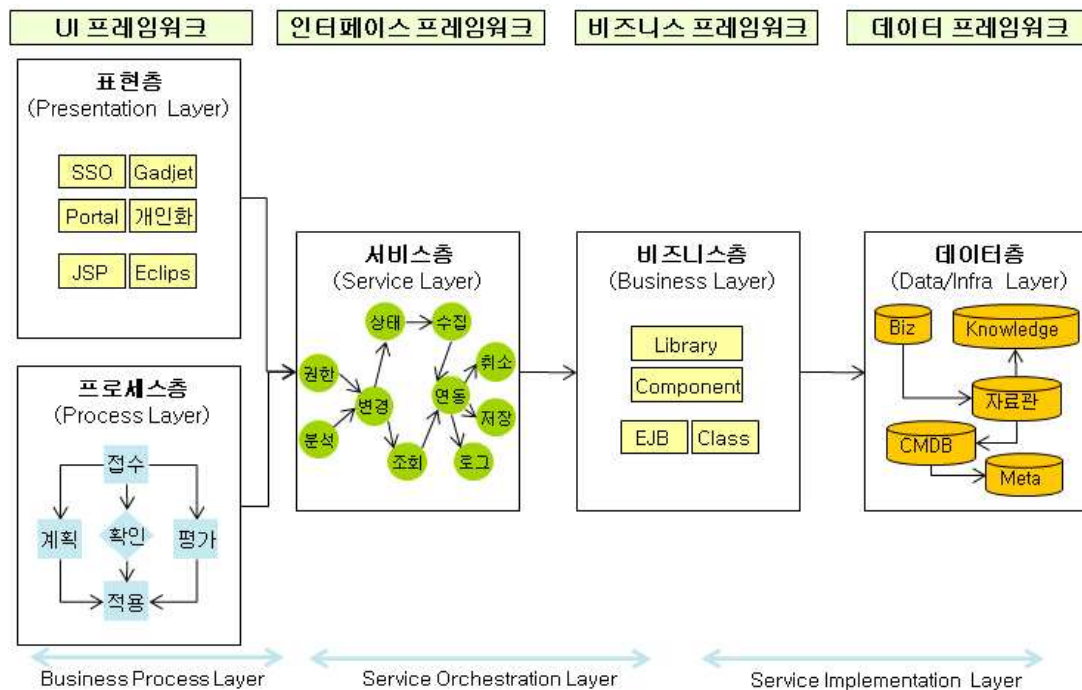 UI 프레임워크
인터페이스 프레임워크
비즈니스 프레임워크
데이터 프레임워크
표현층
(Presentation Layer)
SSO
Gadjet
Portal
개인화
JSP
Eclips
프로세스층
(Process Layer)
접수
계획
확인
평가
적용
서비스층
(Service Layer)
상태
수집
권한
취소
변경
연동
저장
분석
조회
로그
비즈니스층
(Business Layer)
Library
Component
EJB
Class
데이터층
(Data/Infra Layer)
Biz
Knowledge
자료관
CMDB
Meta
Business Process Layer
Service Orchestration Layer
Service Implementation Layer